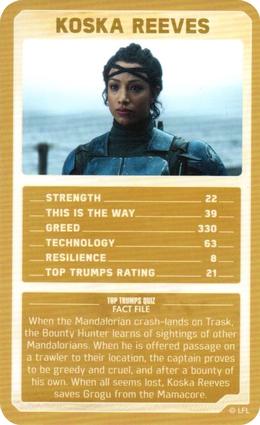 KOSKA REEVES
STRENGTH 22
THIS IS THE WAY 39
GREED 330
TECHNOLOGY 63
RESILIENCE 8
TOP TRUMPS RATING 21
TOP TRUMPS QUIZ
FACT FILE
When the Mandalorian crash-lands on Trask,
the Bounty Hunter learns of sightings of other
Mandalorians. When he is offered passage on
a trawler to their location, the captain proves
to be greedy and cruel, and after a bounty of
his own. When all seems lost, Koska Reeves
saves Grogu from the Mamacore.
© LFL